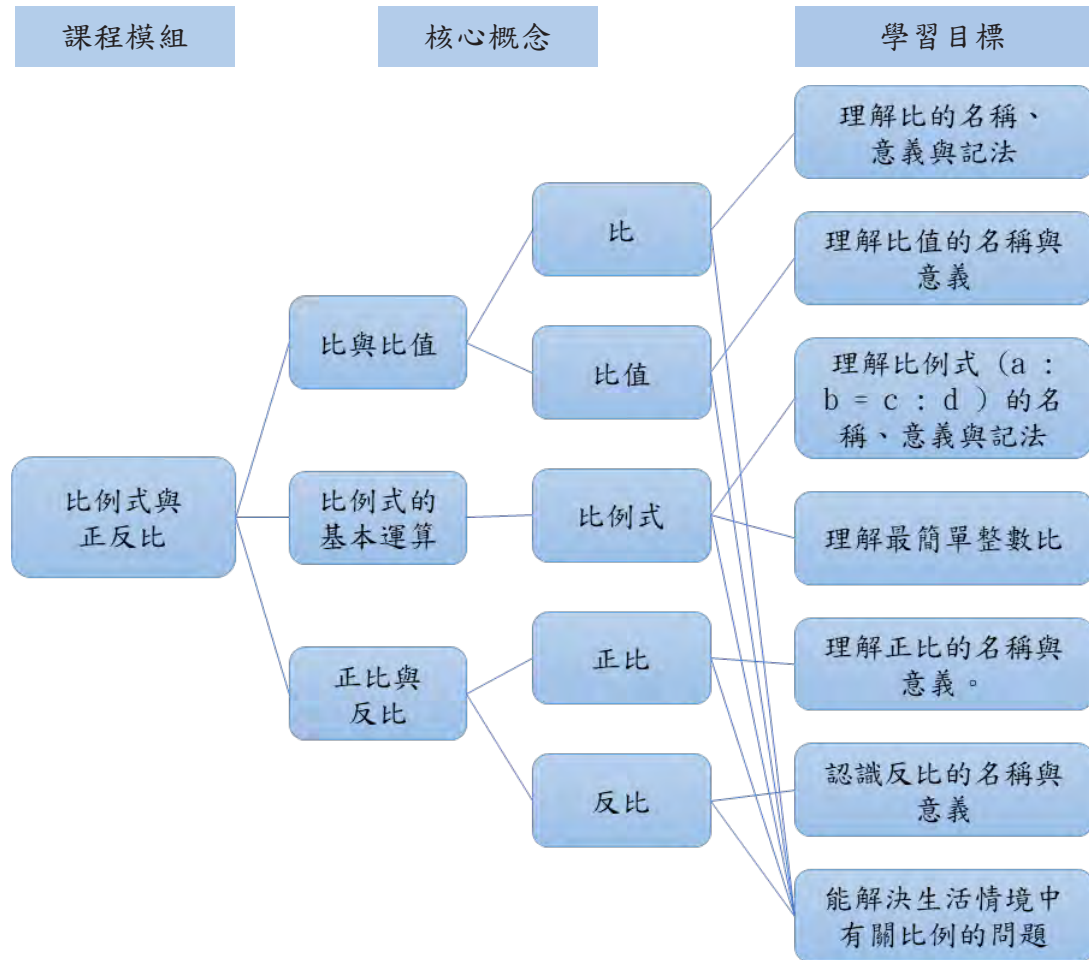 課程模組
核心概念
學習目標
比例式與
正反比
比與比值
比例式的
基本運算
正比與
反比
比
比值
比例式
正比
反比
理解比的名稱、
意義與記法
理解比值的名稱與
意義
理解比例式 (a :
b = c : d ) 的名
稱、意義與記法
理解最簡單整數比
理解正比的名稱與
意義。
認識反比的名稱與
意義
能解決生活情境中
有關比例的問題